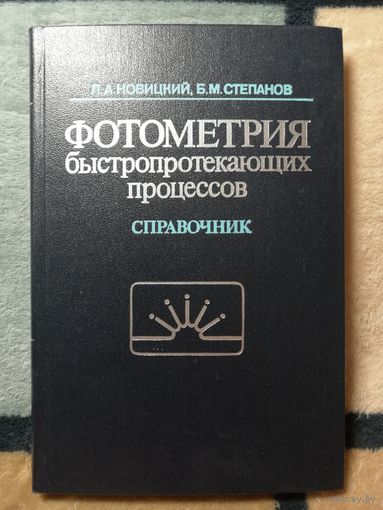 Л.А.НОВИЦКИЙ, Б.М.СТЕПАНОВ
ФОТОМЕТРИЯ
быстропротекающих
процессов
СПРАВОЧНИК